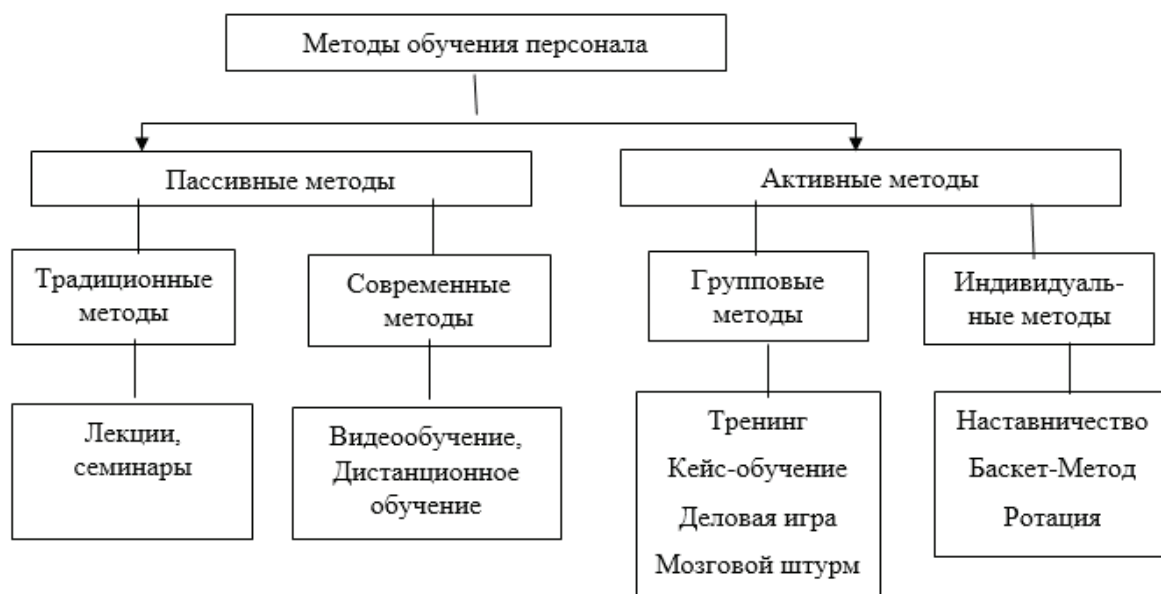 Методы обучения персонала
Пассивные методы
Активные методы
Традиционные
методы
Современные
методы
Групповые
методы
Индивидуаль-
ные методы
Лекции,
семинары
Видеообучение,
Дистанционное
обучение
Тренинг
Кейс-обучение
Деловая игра
Мозговой штурм
Наставничество
Баскет-Метод
Ротация